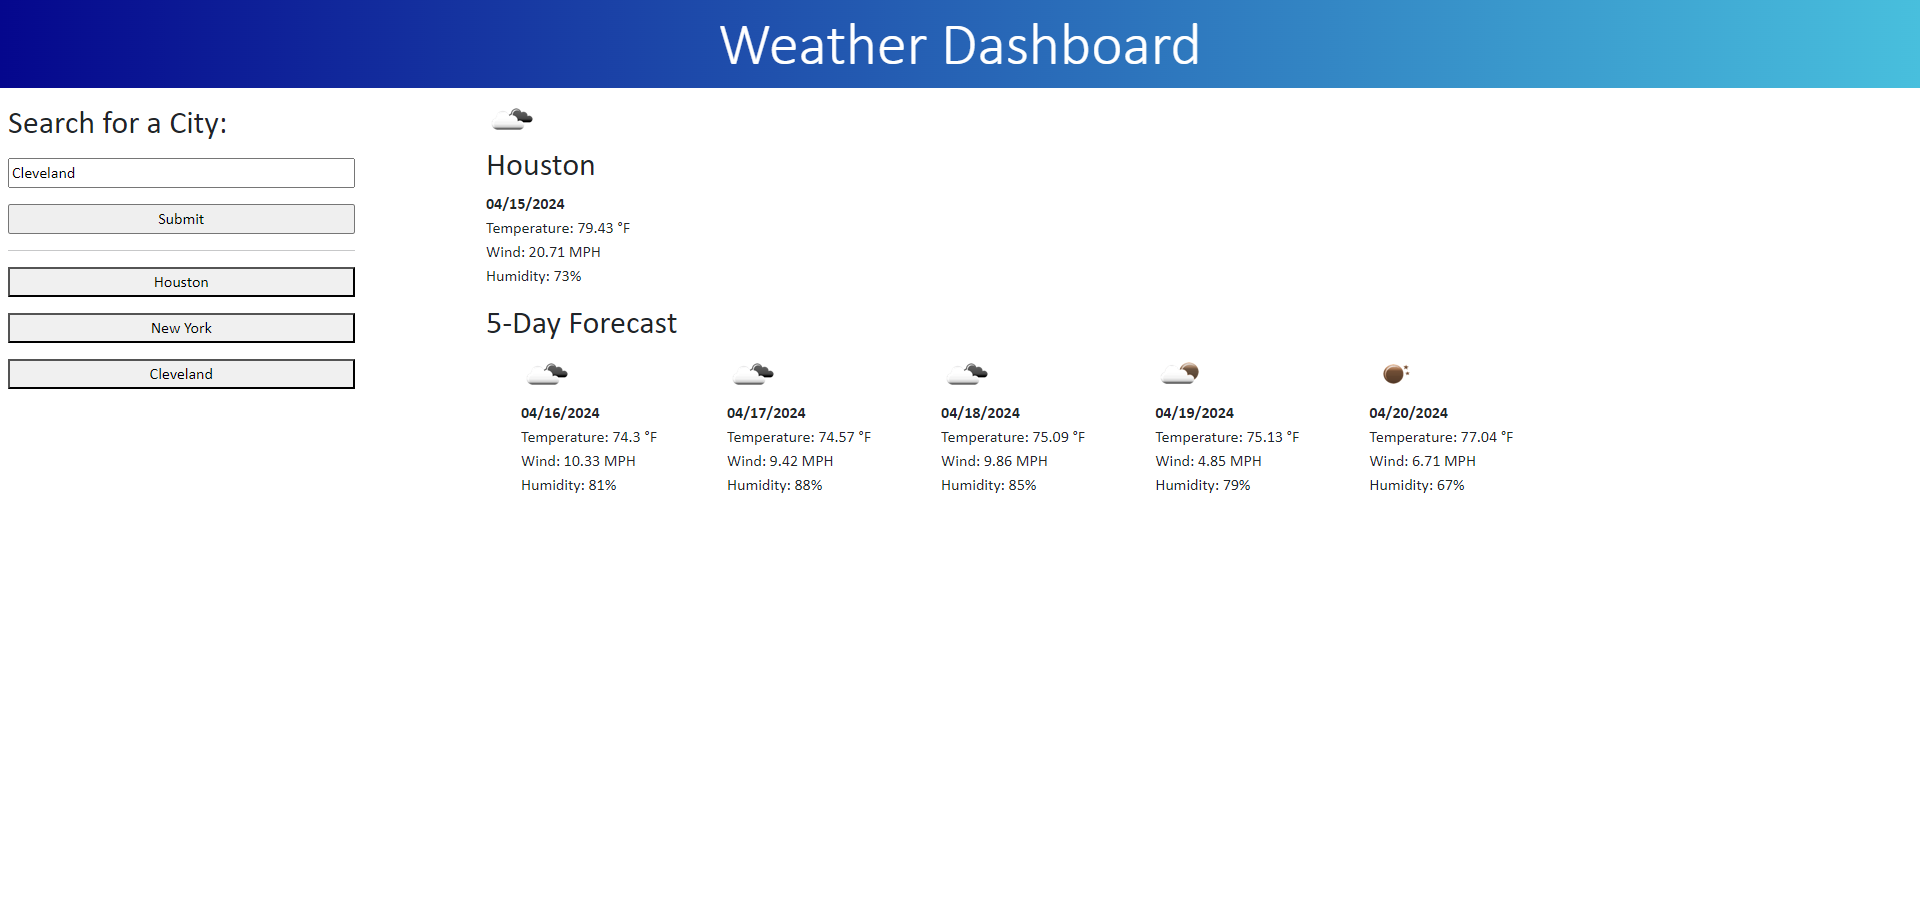 Weather Dashboard
Search for a City:
Cleveland
Submit
Houston
New York
Cleveland
Houston
04/15/2024
Temperature: 79.43 °F
Wind: 20.71 MPH
Humidity: 73%
5-Day Forecast
04/16/2024
Temperature: 74.3 °F
Wind: 10.33 MPH
Humidity: 81%
04/17/2024
Temperature: 74.57 °F
Wind: 9.42 MPH
Humidity: 88%
04/18/2024
Temperature: 75.09 °F
Wind: 9.86 MPH
Humidity: 85%
04/19/2024
Temperature: 75.13 °F
Wind: 4.85 MPH
Humidity: 79%
04/20/2024
Temperature: 77.04 °F
Wind: 6.71 MPH
Humidity: 67%